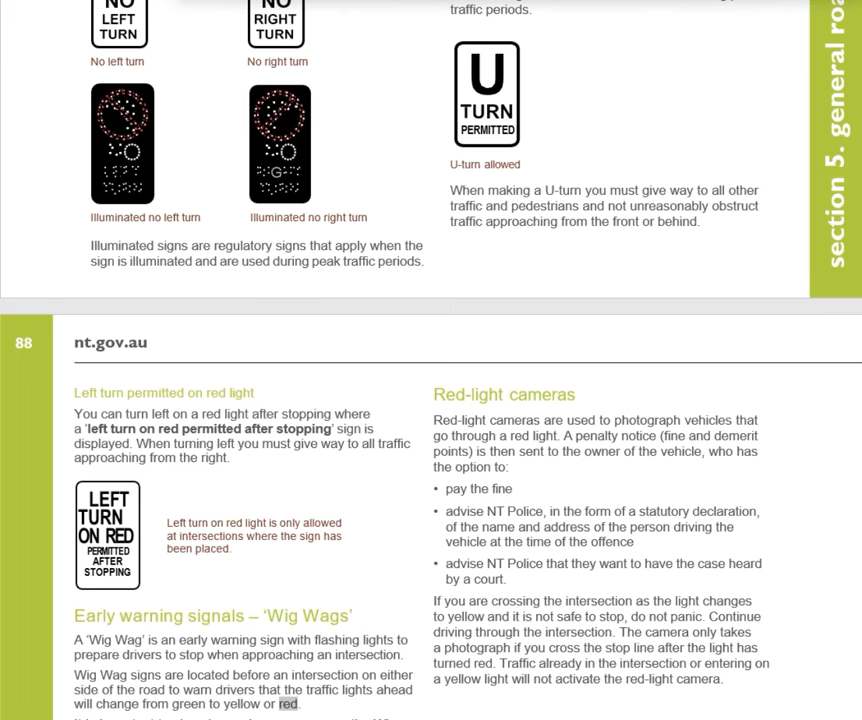 NO
LEFT
TURN
NO
RIGHT
TURN
No left turn
No right turn
Illuminated no left turn
Illuminated no right turn
Illuminated signs are regulatory signs that apply when the
sign is illuminated and are used during peak traffic periods.
traffic periods.
U
TURN
PERMITTED
U-turn allowed
When making a U-turn you must give way to all other
traffic and pedestrians and not unreasonably obstruct
traffic approaching from the front or behind.
section 5. general roa
88
nt.gov.au
Left turn permitted on red light
You can turn left on a red light after stopping where
a ‘left turn on red permitted after stopping’ sign is
displayed. When turning left you must give way to all traffic
approaching from the right.
LEFT
TURN
ON RED
PERMITTED
AFTER
STOPPING
Left turn on red light is only allowed
at intersections where the sign has
been placed.
Early warning signals – ‘Wig Wags’
A ‘Wig Wag’ is an early warning sign with flashing lights to
prepare drivers to stop when approaching an intersection.
Wig Wag signs are located before an intersection on either
side of the road to warn drivers that the traffic lights ahead
will change from green to yellow or red.
Red-light cameras
Red-light cameras are used to photograph vehicles that
go through a red light. A penalty notice (fine and demerit
points) is then sent to the owner of the vehicle, who has
the option to:
• pay the fine
• advise NT Police, in the form of a statutory declaration,
of the name and address of the person driving the
vehicle at the time of the offence
• advise NT Police that they want to have the case heard
by a court.
If you are crossing the intersection as the light changes
to yellow and it is not safe to stop, do not panic. Continue
driving through the intersection. The camera only takes
a photograph if you cross the stop line after the light has
turned red. Traffic already in the intersection or entering on
a yellow light will not activate the red-light camera.